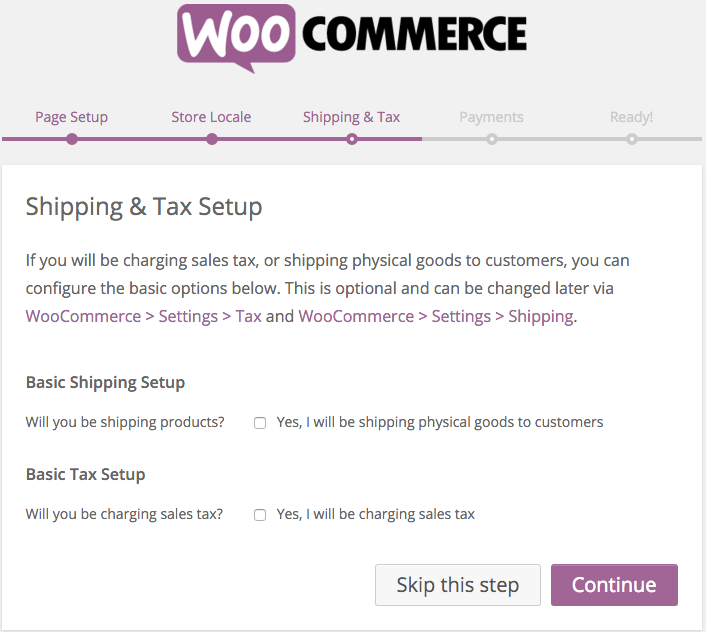 WOO COMMERCE
Page Setup Store Locale Shipping & Tax Payments Ready!
Shipping & Tax Setup
If you will be charging sales tax, or shipping physical goods to customers, you can
configure the basic options below. This is optional and can be changed later via
WooCommerce > Settings > Tax and WooCommerce > Settings > Shipping.
Basic Shipping Setup
Will you be shipping products? Yes, I will be shipping physical goods to customers
Basic Tax Setup
Will you be charging sales tax? Yes, I will be charging sales tax
Skip this step Continue